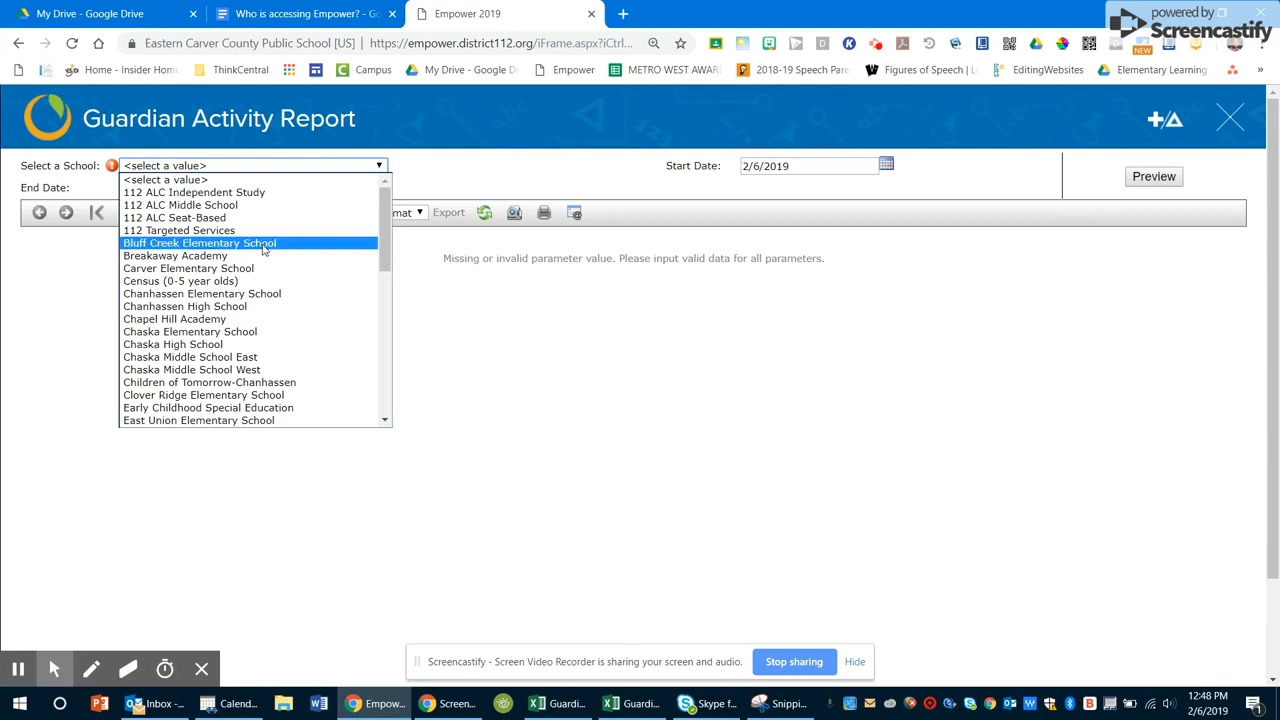 My Drive - Google Drive
Who is accessing Empower? - Go
Empower 2019
powered by
Screencastify
Eastern Carver County Public School [US]
https://empower.district112.org/Frame.aspx?iCtrl...
Home - Insider Hom
ThinkCentral
Campus
My Drive - Google D
Empower
METRO WEST AWAR
2018-19 Speech Pare
Figures of Speech | L
EditingWebsites
Elementary Learning
»
NEW
Guardian Activity Report
Select a School:
<select a value>
Start Date:
2/6/2019
Preview
End Date:
mat
Export
<select a value>
112 ALC Independent Study
112 ALC Middle School
112 ALC Seat-Based
112 Targeted Services
Bluff Creek Elementary School
Breakaway Academy
Carver Elementary School
Census (0-5 year olds)
Chanhassen Elementary School
Chanhassen High School
Chapel Hill Academy
Chaska Elementary School
Chaska High School
Chaska Middle School East
Chaska Middle School West
Children of Tomorrow-Chanhassen
Clover Ridge Elementary School
Early Childhood Special Education
East Union Elementary School
Missing or invalid parameter value. Please input valid data for all parameters.
Screencastify - Screen Video Recorder is sharing your screen and audio.
Stop sharing
Hide
Inbox -...
Calend...
Empow...
Screen...
Guardi...
Guardi...
Skype f...
Snippi...
12:48 PM
2/6/2019